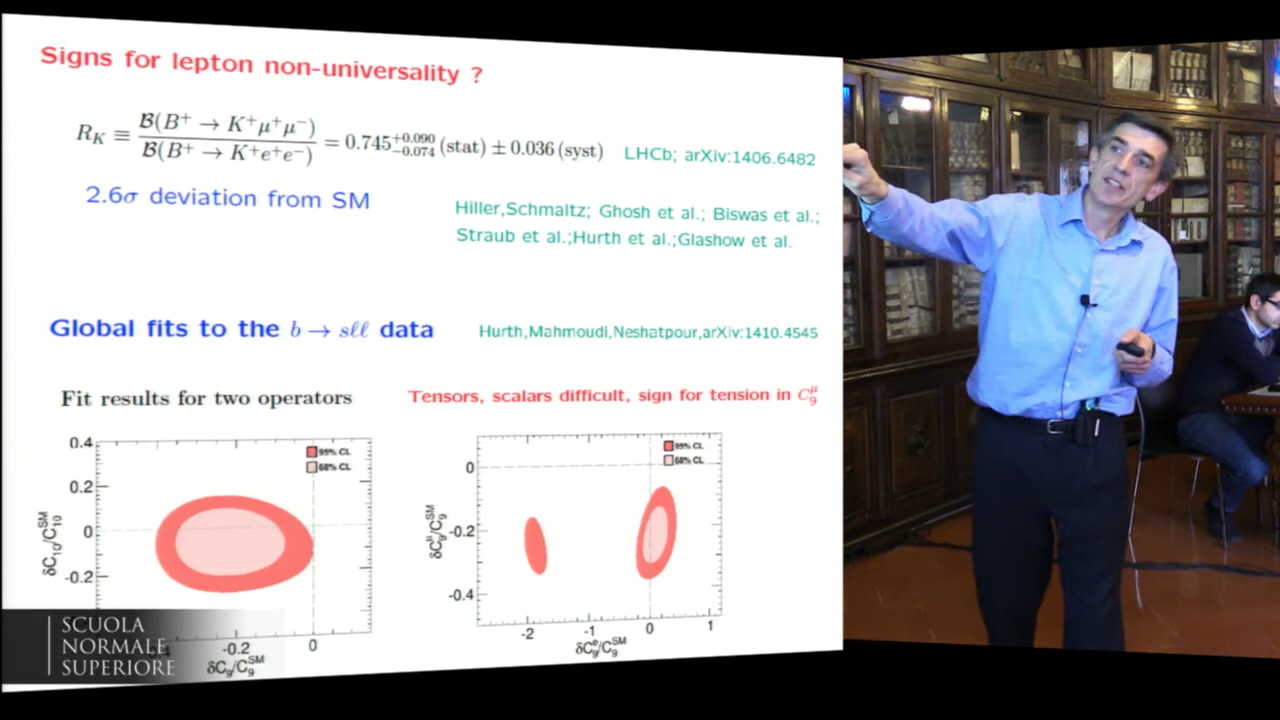 Signs for lepton non-universality ?
R_K ≡ B(B⁺ → K⁺μ⁺μ⁻) / B(B⁺ → K⁺e⁺e⁻) = 0.745^{+0.090}_{−0.074} (stat) ± 0.036 (syst)
LHCb; arXiv:1406.6482
2.6σ deviation from SM
Hiller,Schmaltz; Ghosh et al.; Biswas et al.;
Straub et al.;Hurth et al.;Glashow et al.
Global fits to the b → sℓℓ data
Hurth,Mahmoudi,Neshatpour,arXiv:1410.4545
Fit results for two operators
Tensors, scalars difficult, sign for tension in C₉^μ
95% CL
68% CL
0.4
0.2
0
-0.2
δC₁₀/C₁₀^SM
-0.2
0
δC₉/C₉^SM
95% CL
68% CL
0
-0.2
-0.4
δC₉^μ/C₉^SM
-2
-1
0
1
δC₉^e/C₉^SM
SCUOLA
NORMALE
SUPERIORE